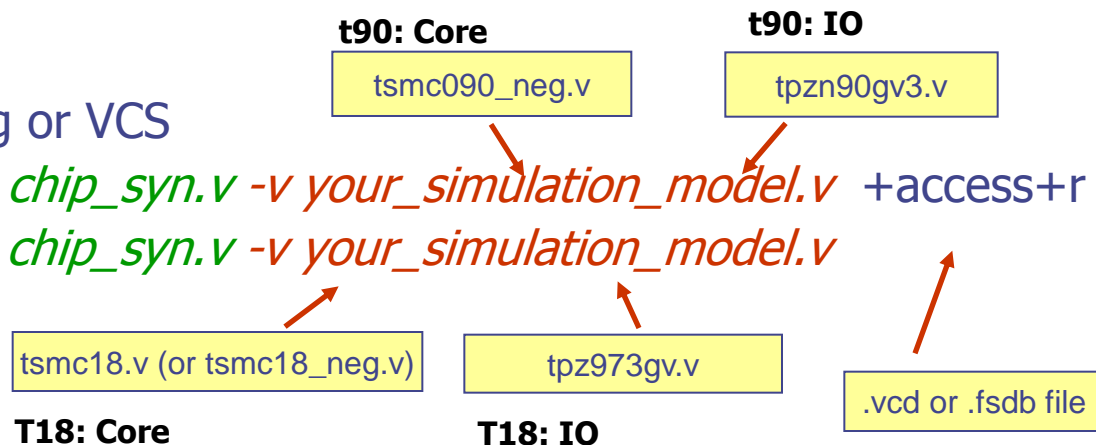 t90: Core
t90: IO
tsmc090_neg.v
tpzn90gv3.v
g or VCS
chip_syn.v -v your_simulation_model.v +access+r
chip_syn.v -v your_simulation_model.v
tsmc18.v (or tsmc18_neg.v)
tpz973gv.v
.vcd or .fsdb file
T18: Core
T18: IO